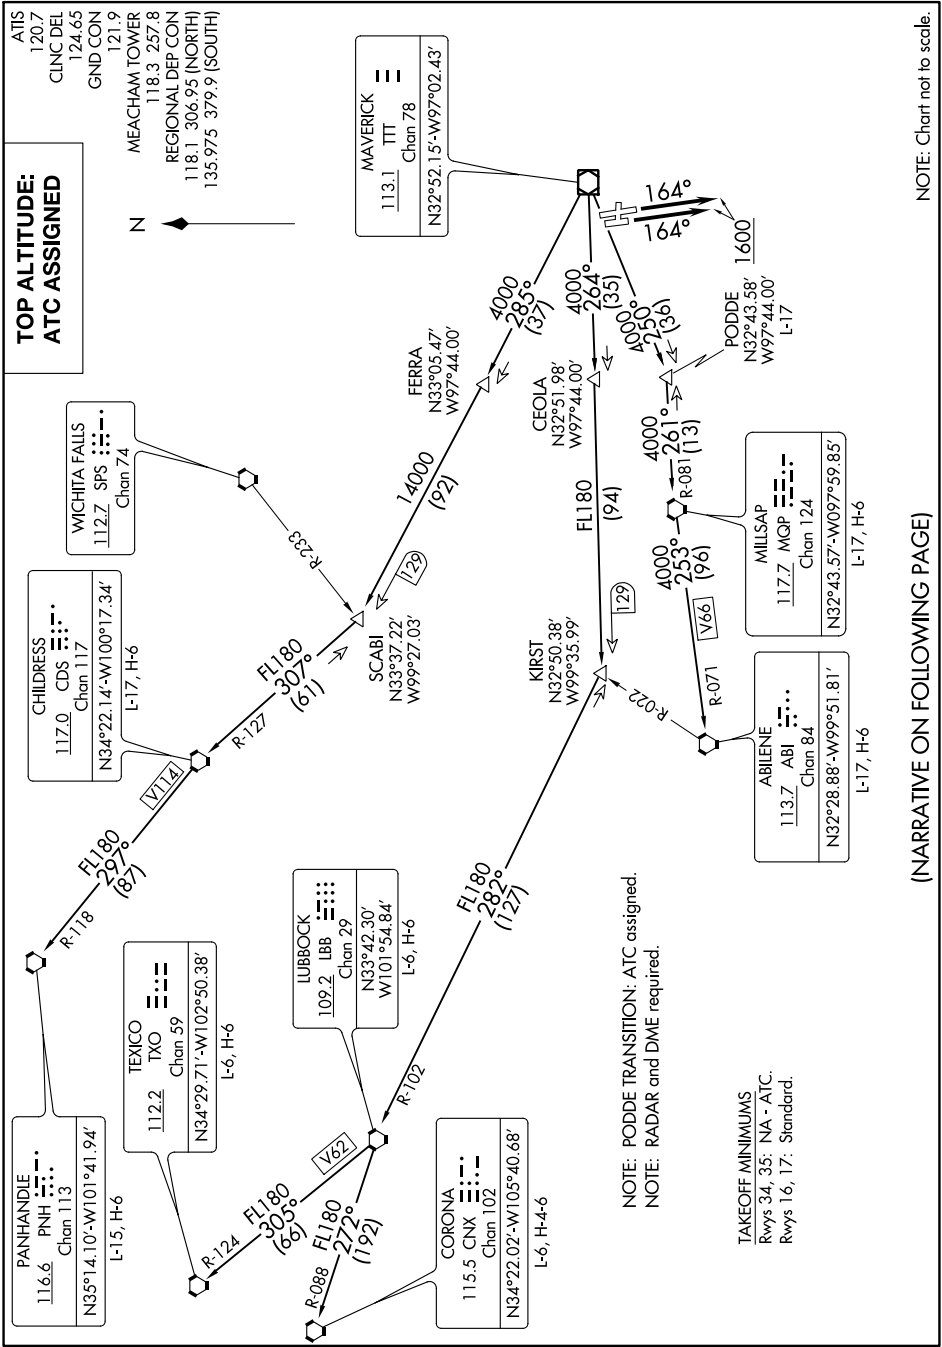 ATIS
120.7
CLNC DEL
124.65
GND CON
121.9
MEACHAM TOWER
118.3 257.8
REGIONAL DEP CON
118.1 306.95 (NORTH)
135.975 379.9 (SOUTH)
TOP ALTITUDE:
ATC ASSIGNED
N
MAVERICK
113.1 TTT
Chan 78
N32°52.15′-W97°02.43′
164°
164°
1600
4000
285°
(37)
4000
264°
(35)
4000
250°
(36)
FERRA
N33°05.47′
W97°44.00′
CEOLA
N32°51.98′
W97°44.00′
PODDE
N32°43.58′
W97°44.00′
L-17
WICHITA FALLS
112.7 SPS
Chan 74
R-233
14000
(92)
129
FL180
(94)
129
4000
261°
(13)
R-081
MILLSAP
117.7 MQP
Chan 124
N32°43.57′-W097°59.85′
L-17, H-6
4000
253°
(96)
V66
R-071
CHILDRESS
117.0 CDS
Chan 117
N34°22.14′-W100°17.34′
L-17, H-6
SCABI
N33°37.22′
W99°27.03′
FL180
307°
(61)
R-127
KIRST
N32°50.38′
W99°35.99′
R-022
ABILENE
113.7 ABI
Chan 84
N32°28.88′-W99°51.81′
L-17, H-6
V114
FL180
297°
(87)
R-118
LUBBOCK
109.2 LBB
Chan 29
N33°42.30′
W101°54.84′
L-6, H-6
FL180
282°
(127)
R-102
PANHANDLE
116.6 PNH
Chan 113
N35°14.10′-W101°41.94′
L-15, H-6
TEXICO
112.2 TXO
Chan 59
N34°29.71′-W102°50.38′
L-6, H-6
V62
FL180
305°
(66)
R-124
FL180
272°
(192)
R-088
CORONA
115.5 CNX
Chan 102
N34°22.02′-W105°40.68′
L-6, H-4-6
NOTE: PODDE TRANSITION: ATC assigned.
NOTE: RADAR and DME required.
TAKEOFF MINIMUMS
Rwys 34, 35: NA - ATC.
Rwys 16, 17: Standard.
(NARRATIVE ON FOLLOWING PAGE)
NOTE: Chart not to scale.